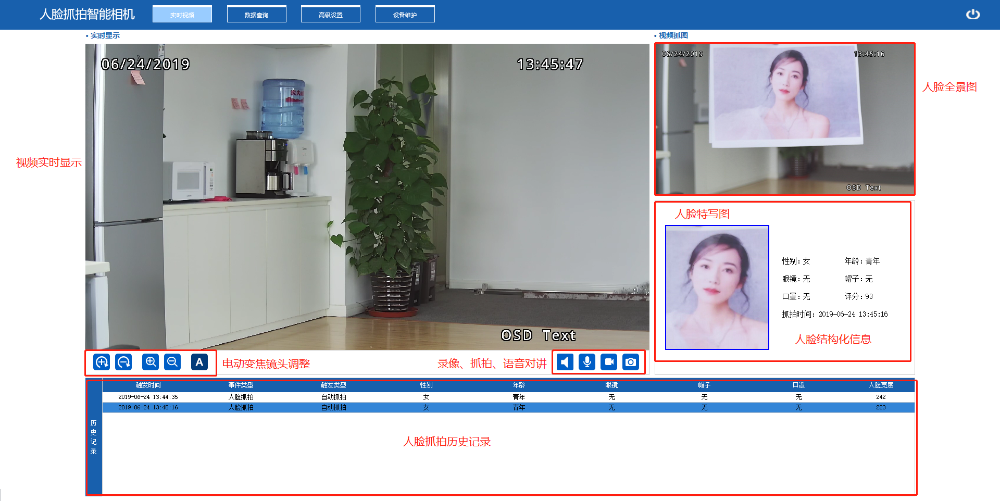 人脸抓拍智能相机
实时视频
数据查询
高级设置
设备维护
• 实时显示
• 视频抓图
06/24/2019
13:45:47
06/24/2019
13:45:16
人脸全景图
视频实时显示
OSD Text
人脸特写图
性别：女 年龄：青年
眼镜：无 帽子：无
口罩：无 评分：93
抓拍时间：2019-06-24 13:45:16
人脸结构化信息
OSD Text
A
电动变焦镜头调整
录像、抓拍、语音对讲
触发时间 事件类型 触发类型 性别 年龄 眼镜 帽子 口罩 人脸宽度
2019-06-24 13:44:35 人脸抓拍 自动抓拍 女 青年 无 无 无 242
2019-06-24 13:45:16 人脸抓拍 自动抓拍 女 青年 无 无 无 223
历史记录
人脸抓拍历史记录